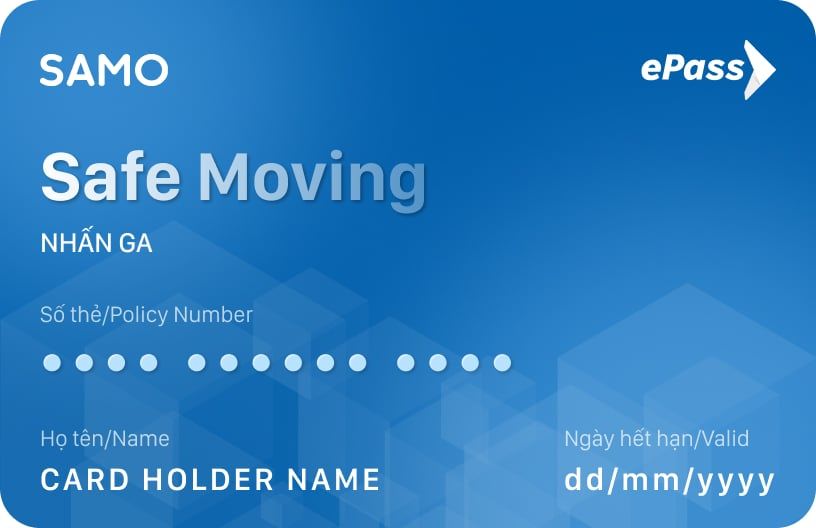 SAMO
ePass
Safe Moving
NHẤN GA
Số thẻ/Policy Number
Họ tên/Name
Ngày hết hạn/Valid
CARD HOLDER NAME
dd/mm/yyyy